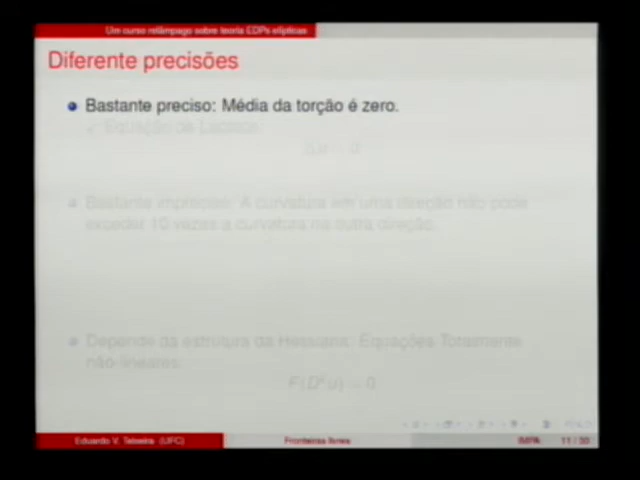 Um curso relâmpago sobre teoria EDPs elípticas
Diferente precisões
Bastante preciso: Média da torção é zero.
Equação de Laplace
Δu = 0
Bastante impreciso: A curvatura em uma direção não pode
exceder 10 vezes a curvatura na outra direção.
Depende da estrutura da Hessiana: Equações Totalmente
não-lineares
F(D²u) = 0
Eduardo V. Teixeira (UFC)
Fronteiras livres
IMPA
11 / 30